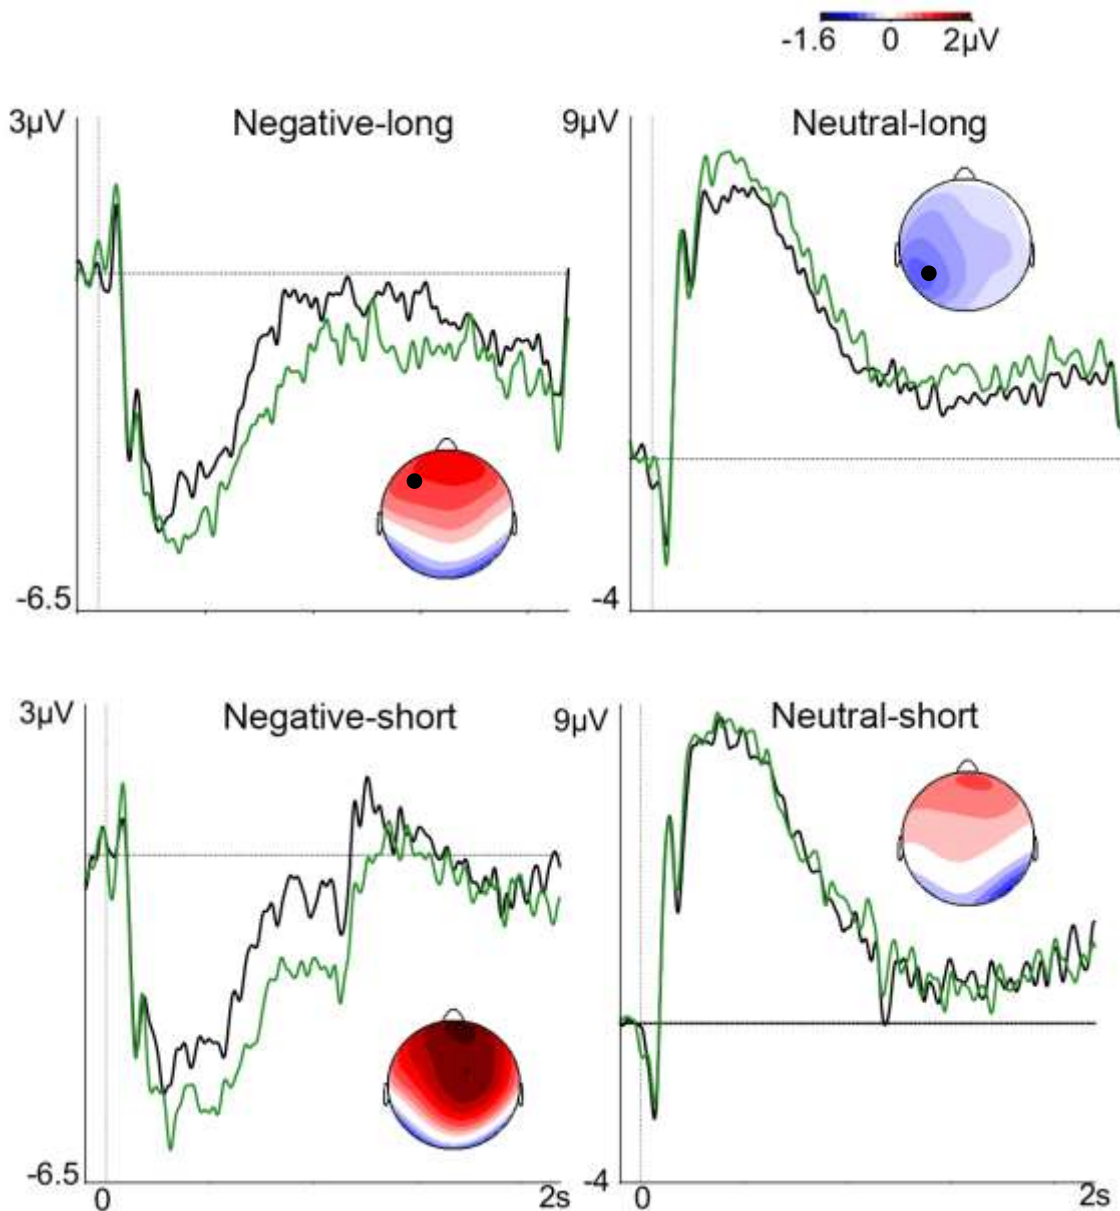 -1.6 0 2µV
3µV Negative-long
9µV Neutral-long
-6.5
-4
3µV Negative-short
9µV Neutral-short
-6.5
-4
0 2s
0 2s